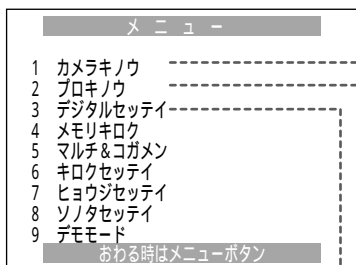 メニュー
1 カメラキノウ
2 プロキノウ
3 デジタルセッテイ
4 メモリキロク
5 マルチ&コガメン
6 キロクセッテイ
7 ヒョウジセッテイ
8 ソノタセッテイ
9 デモモード
おわる時はメニューボタン